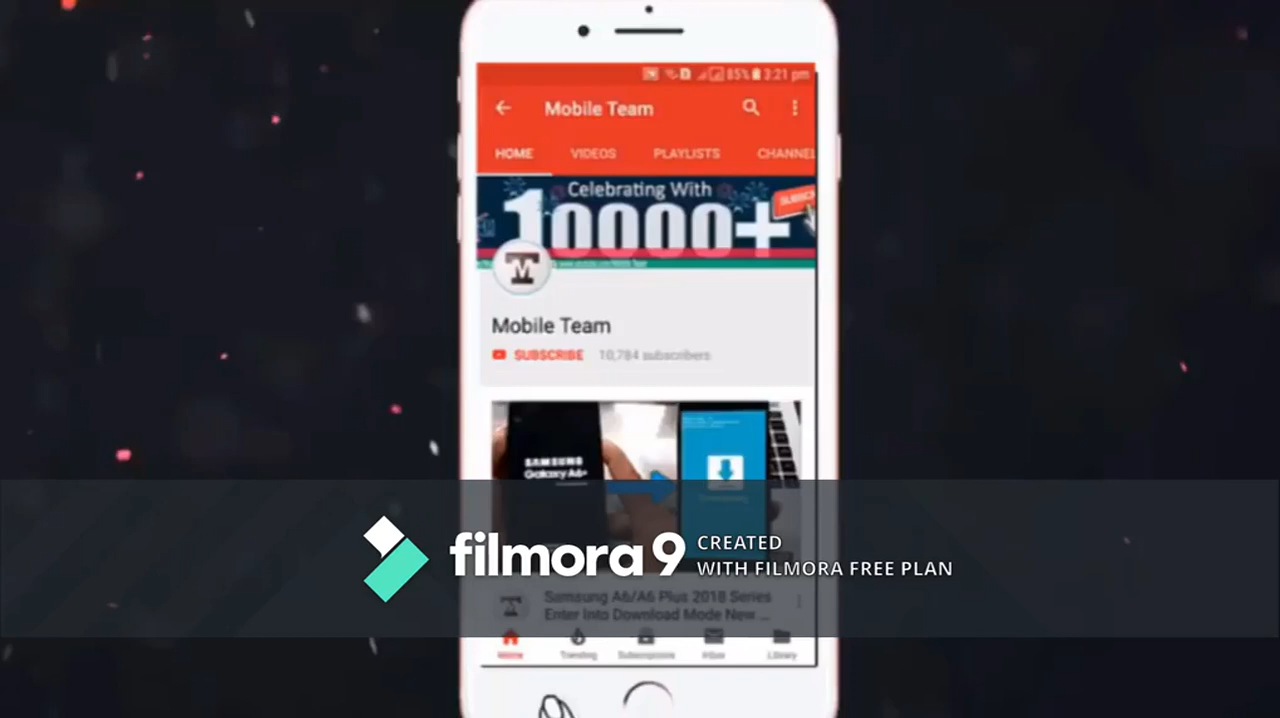 85% 3:21 pm
Mobile Team
HOME VIDEOS PLAYLISTS CHANNEL
Celebrating With
10000+
SUBSC
TM
Mobile Team
SUBSCRIBE 10,784 subscribers
SAMSUNG
Galaxy A6+
filmora9 CREATED
WITH FILMORA FREE PLAN
Samsung A6/A6 Plus 2018 Series
Enter Into Download Mode New ...
Home Trending Subscriptions Inbox Library